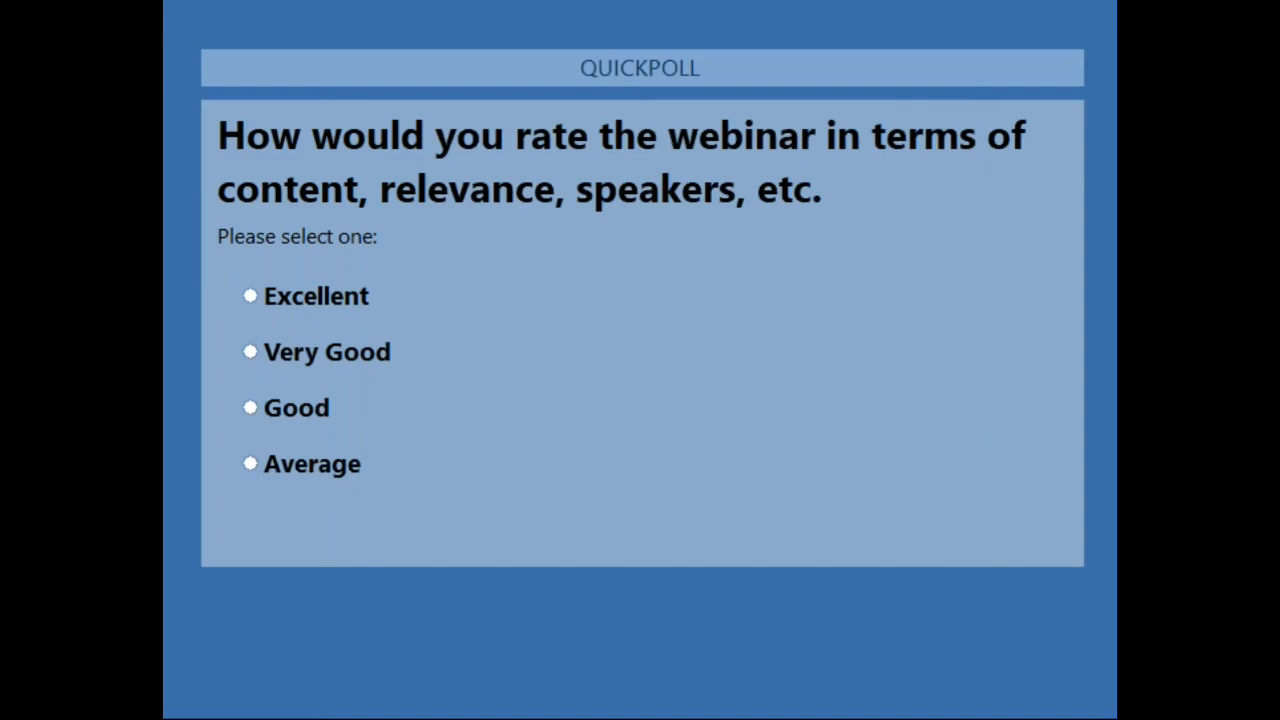 QUICKPOLL
How would you rate the webinar in terms of
content, relevance, speakers, etc.
Please select one:
Excellent
Very Good
Good
Average